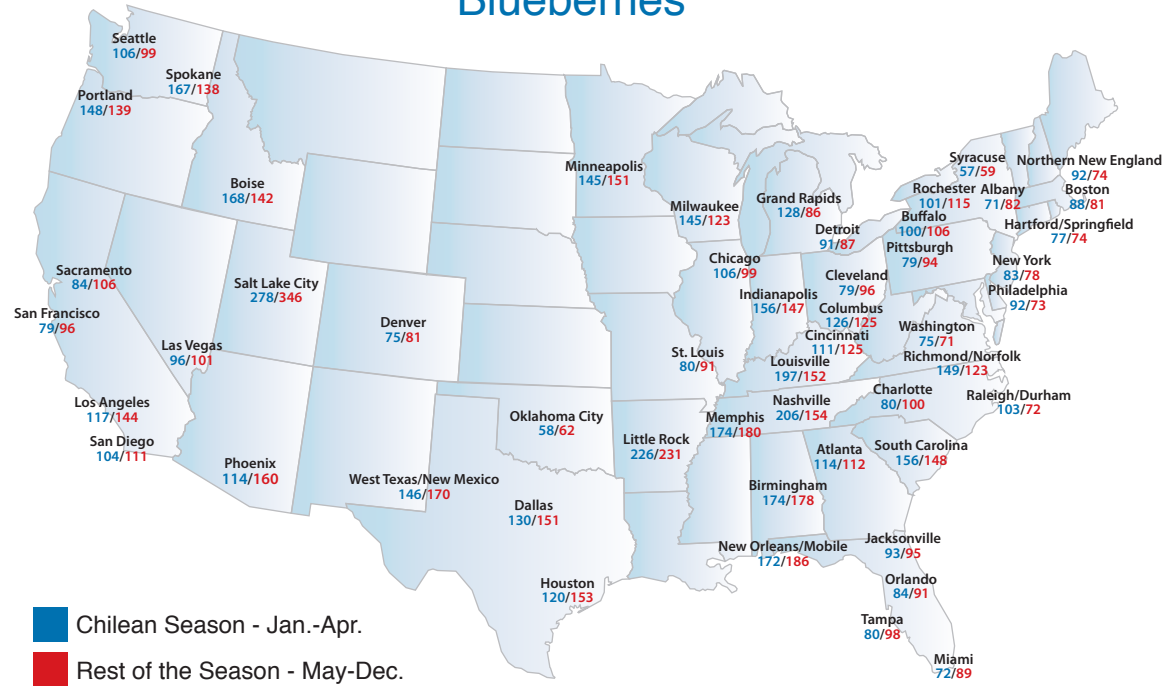 Blueberries
Seattle
106/99
Spokane
167/138
Portland
148/139
Boise
168/142
Minneapolis
145/151
Milwaukee
145/123
Grand Rapids
128/86
Detroit
91/87
Syracuse
57/59
Northern New England
92/74
Rochester
101/115
Albany
71/82
Boston
88/81
Buffalo
100/106
Hartford/Springfield
77/74
Pittsburgh
79/94
New York
83/78
Philadelphia
92/73
Sacramento
84/106
San Francisco
79/96
Salt Lake City
278/346
Las Vegas
96/101
Denver
75/81
Chicago
106/99
Indianapolis
156/147
Cleveland
79/96
Columbus
126/125
Cincinnati
111/125
Washington
75/71
St. Louis
80/91
Louisville
197/152
Richmond/Norfolk
149/123
Los Angeles
117/144
San Diego
104/111
Phoenix
114/160
West Texas/New Mexico
146/170
Oklahoma City
58/62
Little Rock
226/231
Memphis
174/180
Nashville
206/154
Charlotte
80/100
Raleigh/Durham
103/72
Atlanta
114/112
South Carolina
156/148
Birmingham
174/178
Dallas
130/151
Houston
120/153
New Orleans/Mobile
172/186
Jacksonville
93/95
Orlando
84/91
Tampa
80/98
Miami
72/89
Chilean Season - Jan.-Apr.
Rest of the Season - May-Dec.